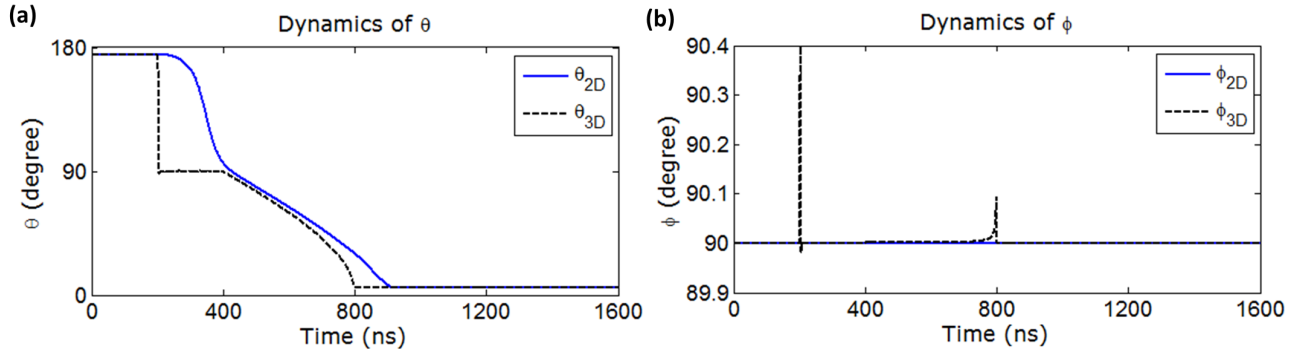 (a)
Dynamics of θ
180
90
0
θ (degree)
θ2D
θ3D
0 400 800 1200 1600
Time (ns)
(b)
Dynamics of ϕ
90.4
90.3
90.2
90.1
90
89.9
ϕ (degree)
ϕ2D
ϕ3D
0 400 800 1200 1600
Time (ns)